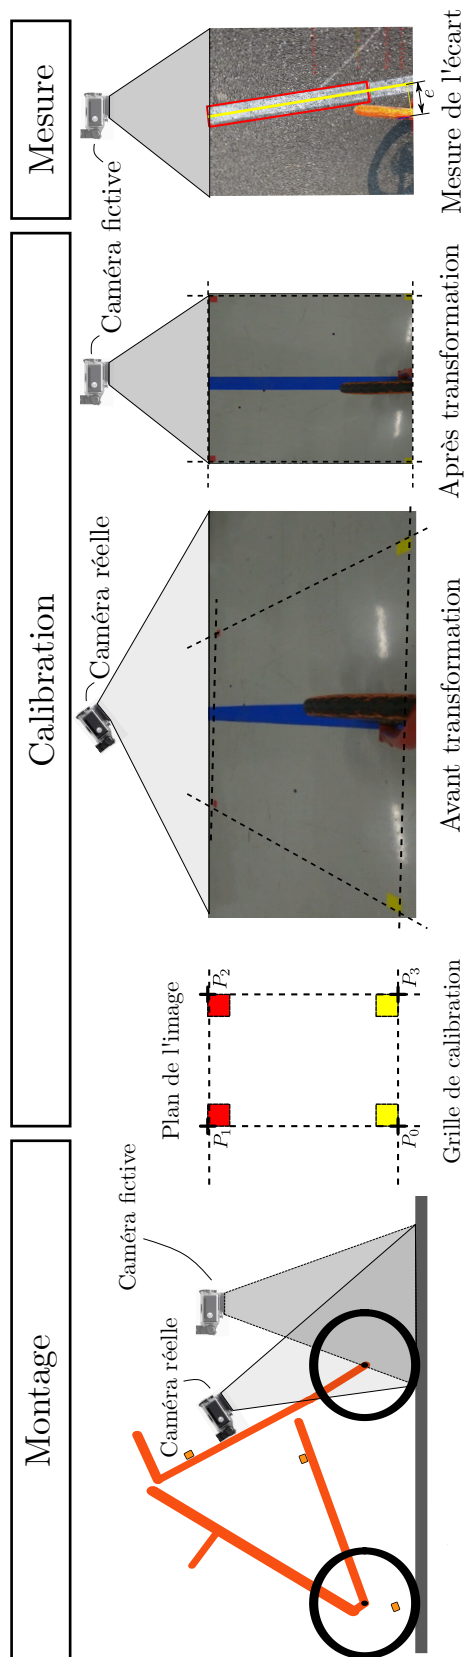 Montage
Calibration
Mesure
Caméra fictive
Caméra réelle
Plan de l'image
P1
P2
P0
P3
Grille de calibration
Caméra réelle
Avant transformation
Caméra fictive
Après transformation
Caméra fictive
e
Mesure de l'écart